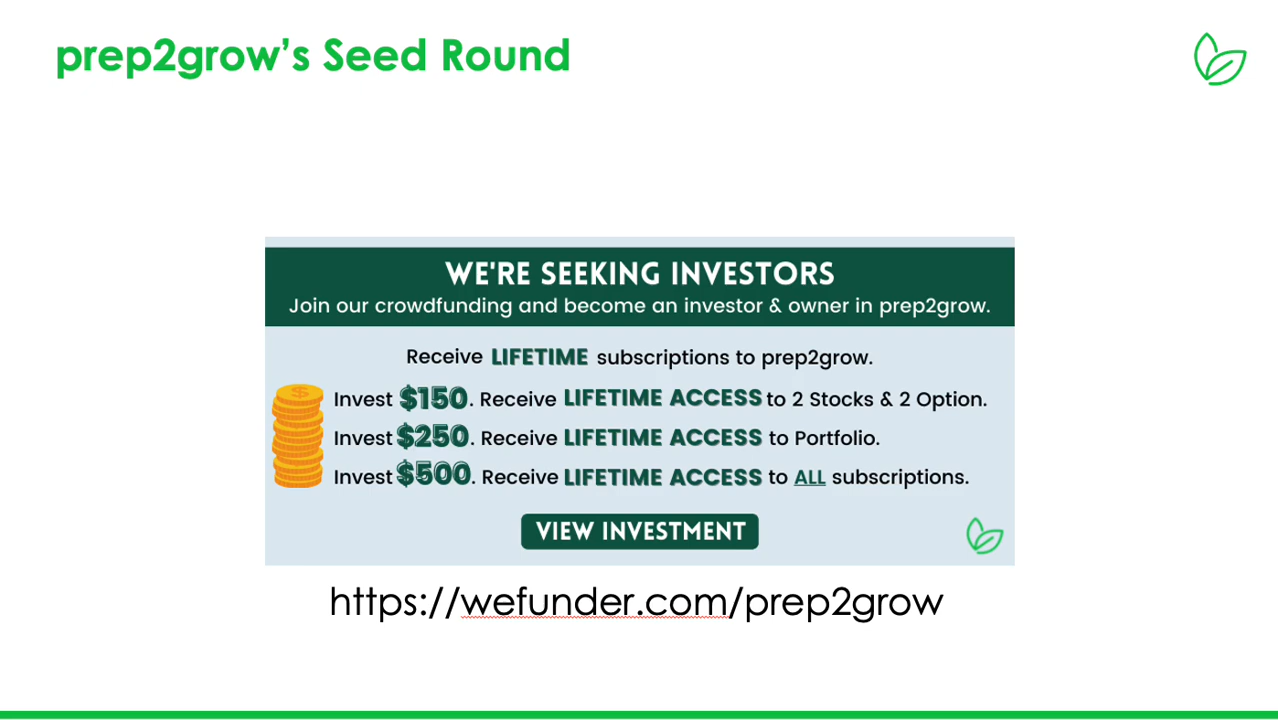 prep2grow’s Seed Round
WE'RE SEEKING INVESTORS
Join our crowdfunding and become an investor & owner in prep2grow.
Receive LIFETIME subscriptions to prep2grow.
Invest $150. Receive LIFETIME ACCESS to 2 Stocks & 2 Option.
Invest $250. Receive LIFETIME ACCESS to Portfolio.
Invest $500. Receive LIFETIME ACCESS to ALL subscriptions.
VIEW INVESTMENT
https://wefunder.com/prep2grow